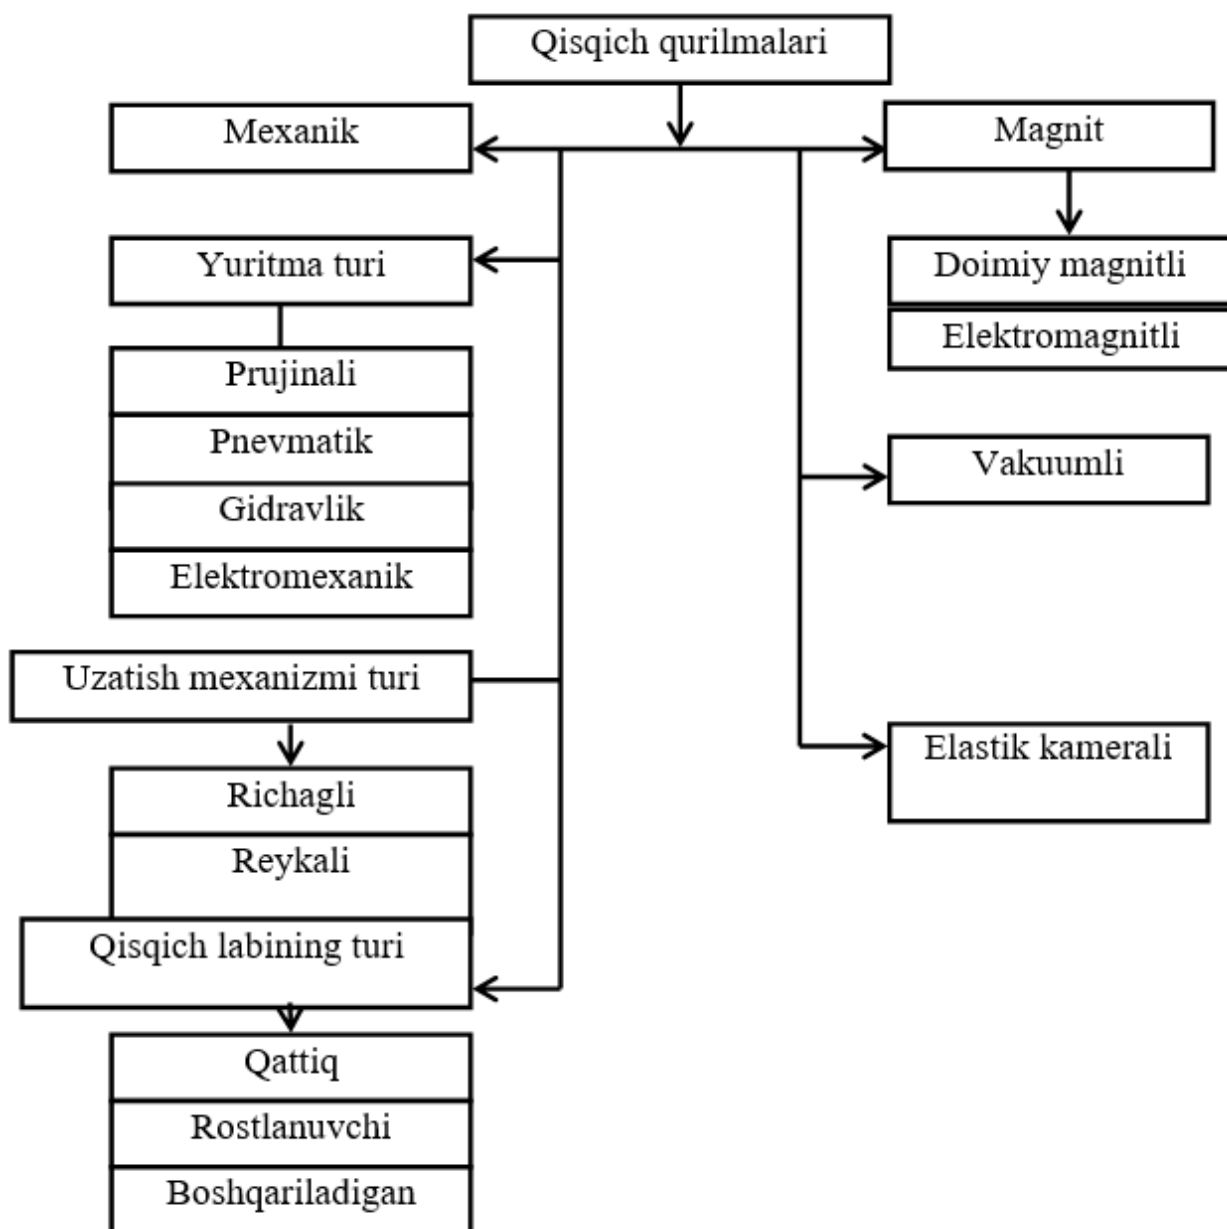 Qisqich qurilmalari
Mexanik
Magnit
Yuritma turi
Doimiy magnitli
Elektromagnitli
Prujinali
Pnevmatik
Gidravlik
Elektromexanik
Vakuumli
Uzatish mexanizmi turi
Elastik kamerali
Richagli
Reykali
Qisqich labining turi
Qattiq
Rostlanuvchi
Boshqariladigan